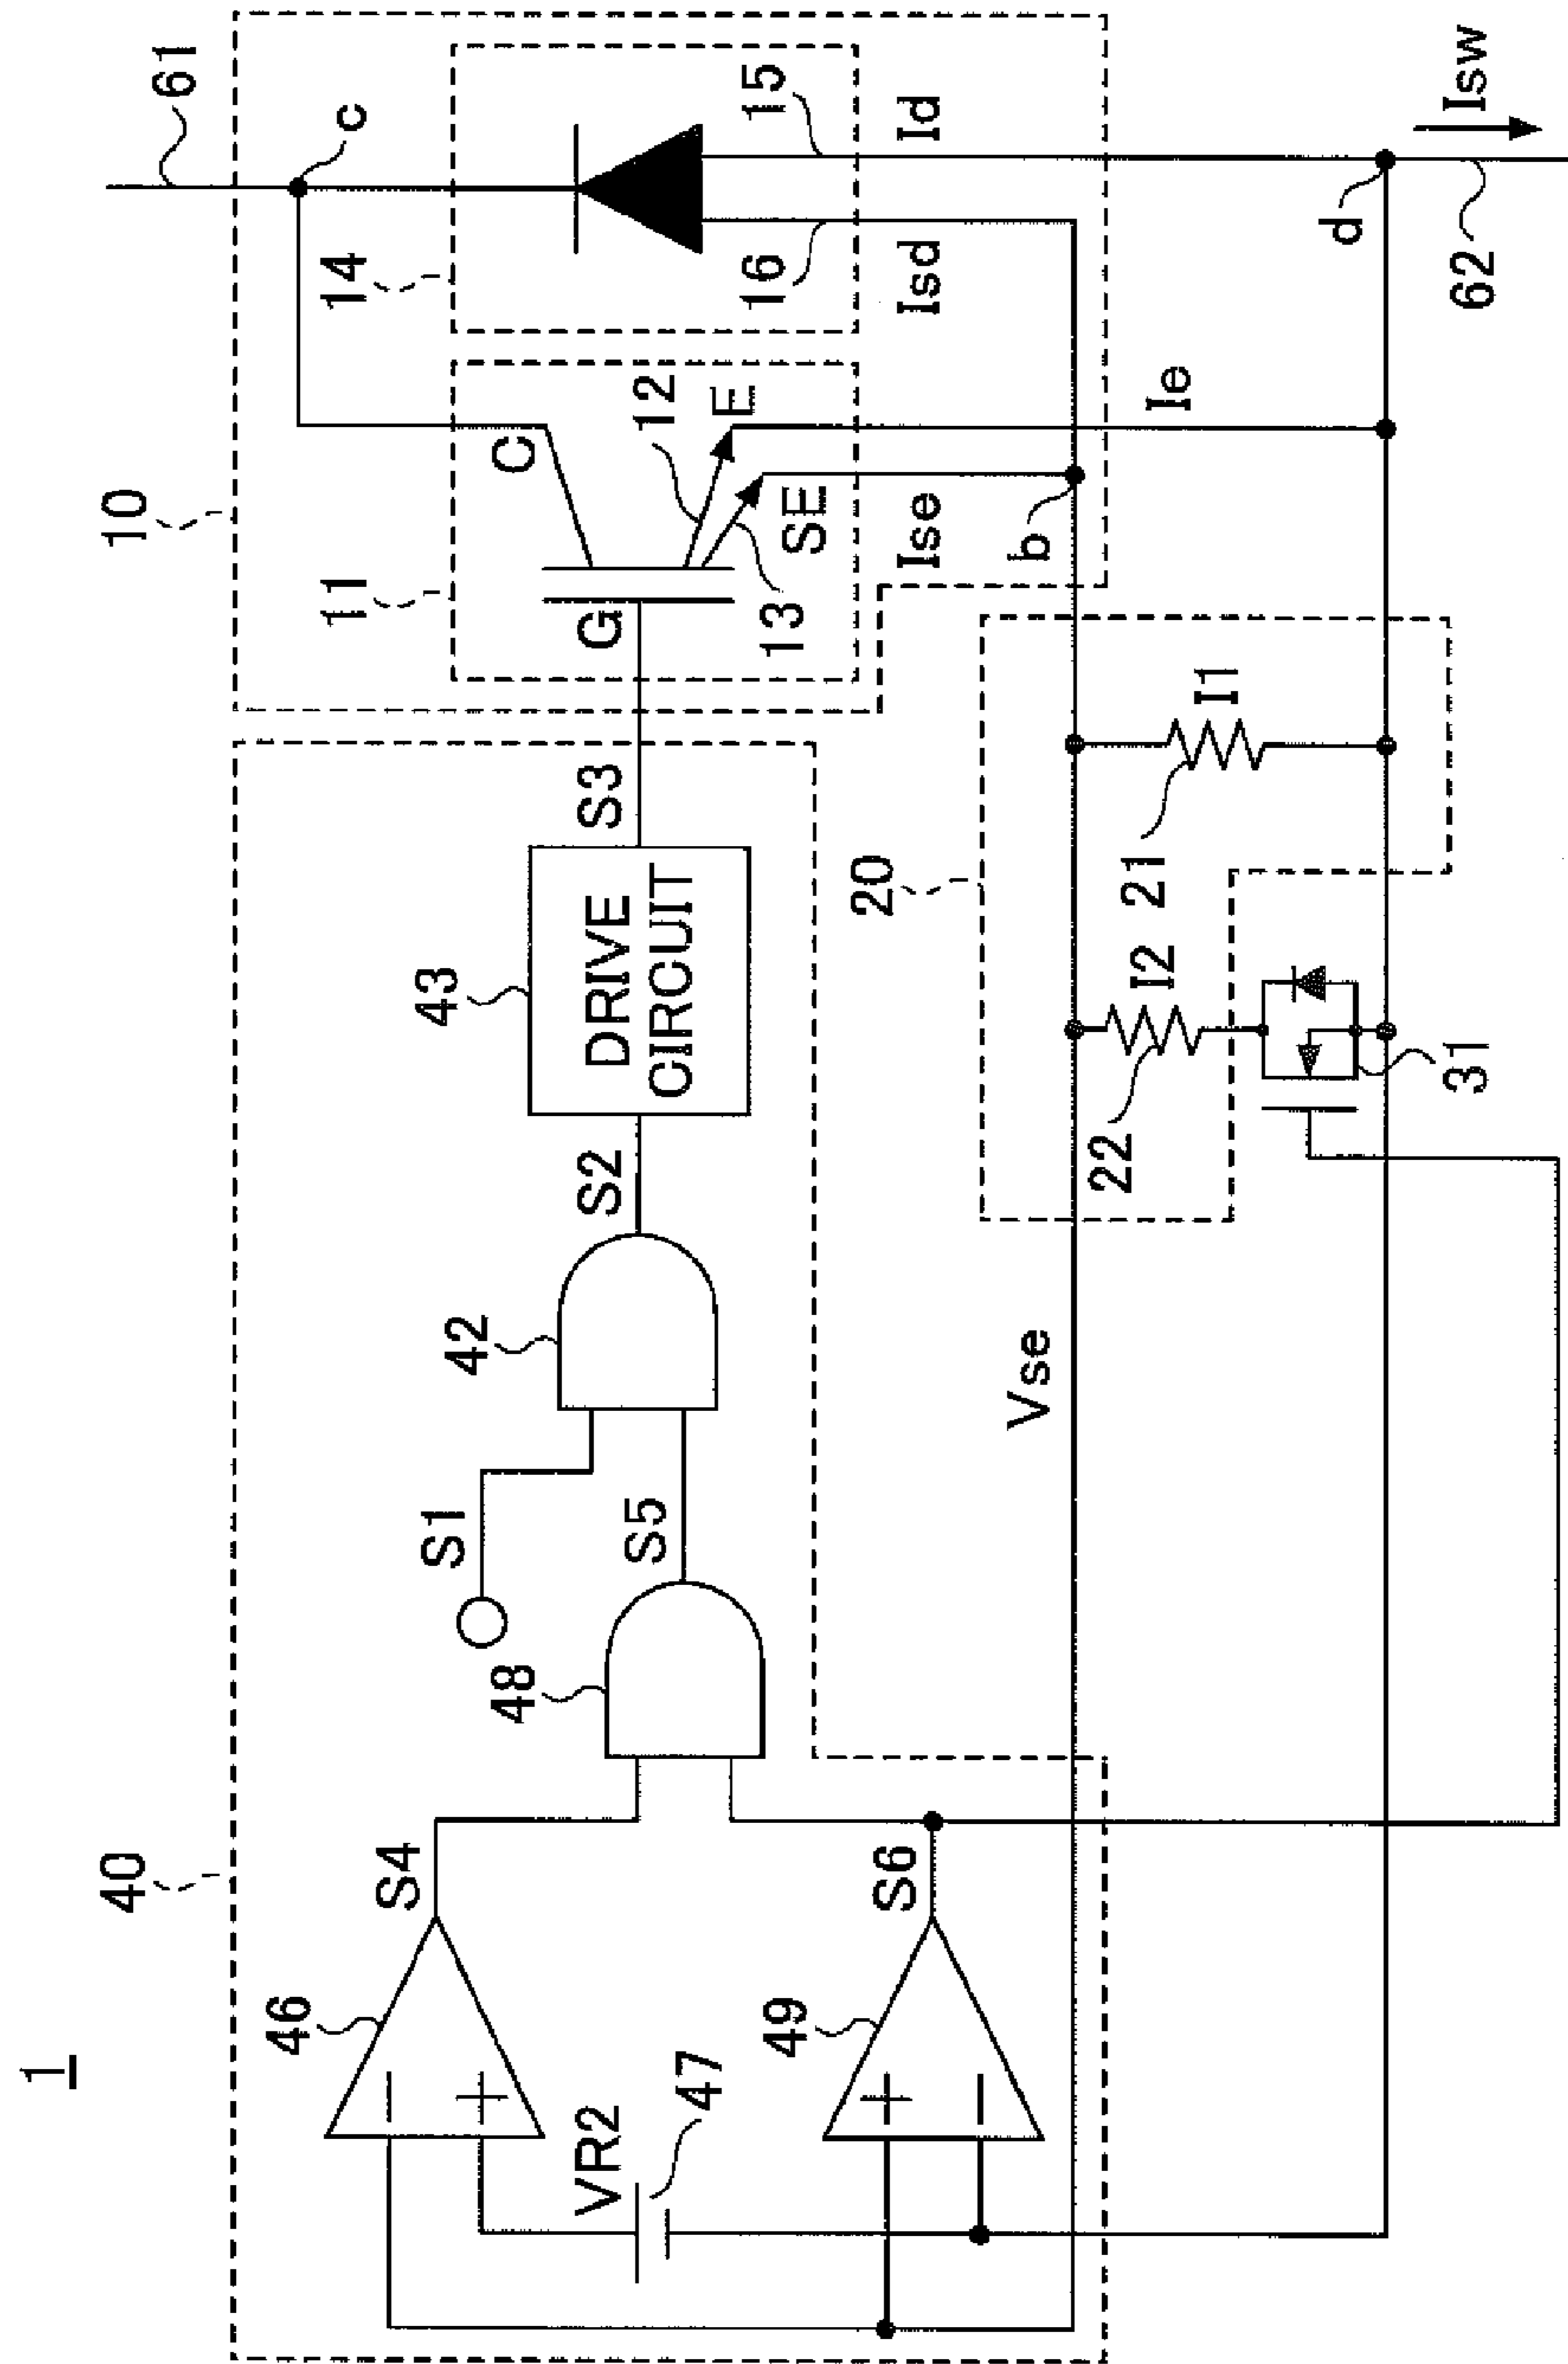 1
40
10
61
c
46
S4
48
S1
42
S2
43
DRIVE
CIRCUIT
S3
11
G
C
12
E
13
SE
14
15
16
Id
Isd
VR2
47
S5
49
S6
20
Ise
b
Vse
22
I2
21
I1
31
Ie
d
62
Isw